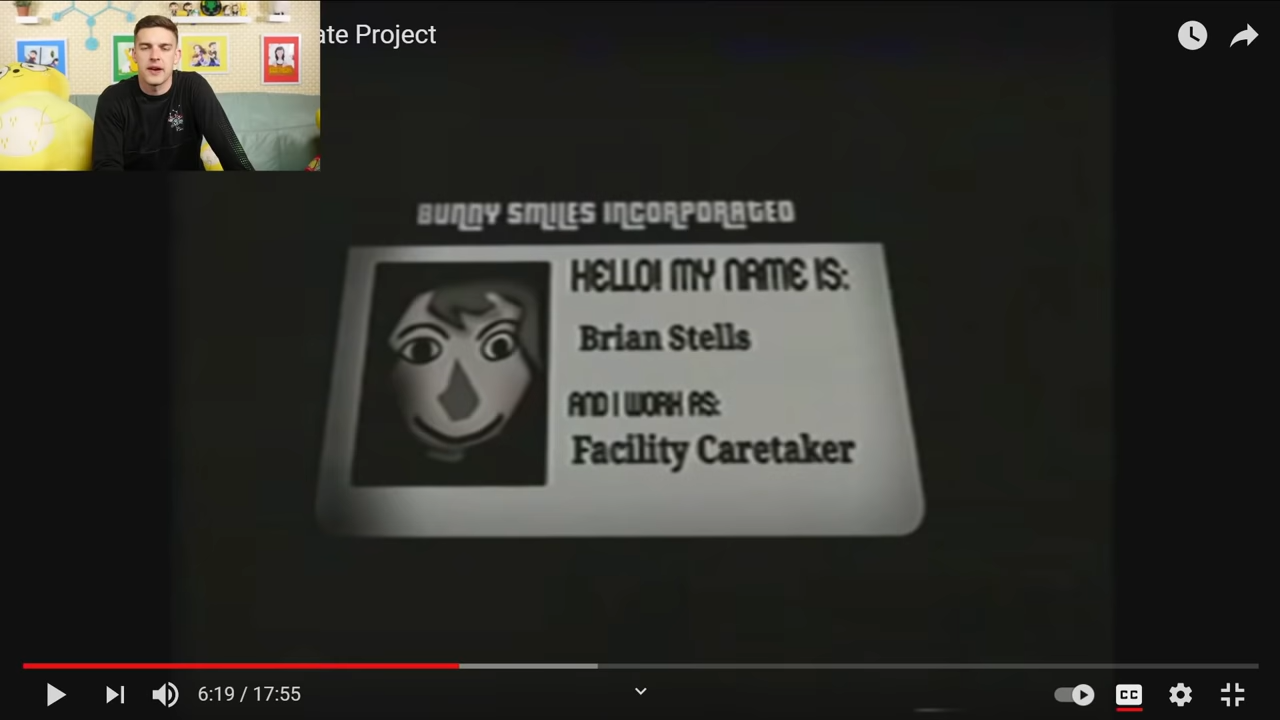 ate Project
BUNNY SMILES INCORPORATED
HELLO! MY NAME IS:
Brian Stells
AND I WORK AS:
Facility Caretaker
6:19 / 17:55
CC